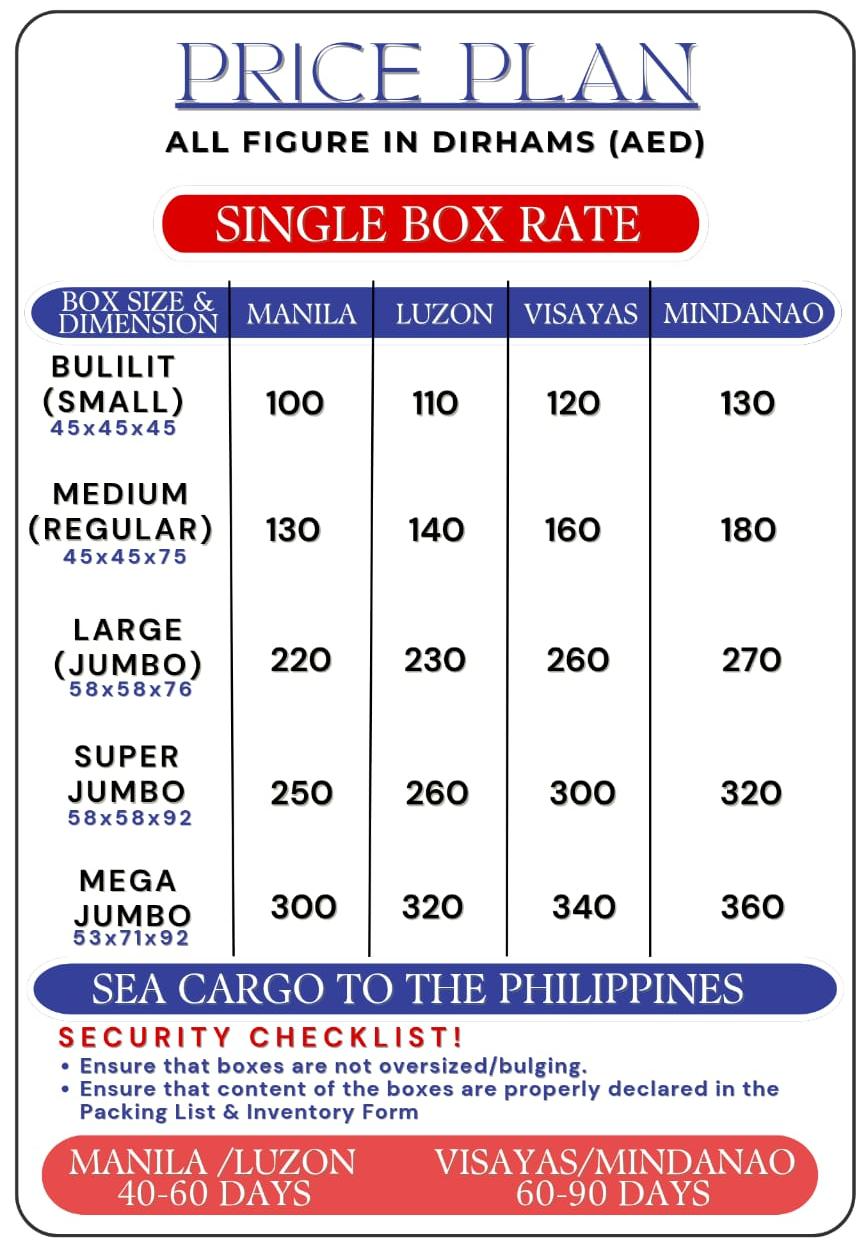 PRICE PLAN
ALL FIGURE IN DIRHAMS (AED)
SINGLE BOX RATE
BOX SIZE & DIMENSION MANILA LUZON VISAYAS MINDANAO
BULILIT
(SMALL) 100 110 120 130
45x45x45
MEDIUM
(REGULAR) 130 140 160 180
45x45x75
LARGE
(JUMBO) 220 230 260 270
58x58x76
SUPER
JUMBO 250 260 300 320
58x58x92
MEGA
JUMBO 300 320 340 360
53x71x92
SEA CARGO TO THE PHILIPPINES
SECURITY CHECKLIST!
• Ensure that boxes are not oversized/bulging.
• Ensure that content of the boxes are properly declared in the
Packing List & Inventory Form
MANILA /LUZON VISAYAS/MINDANAO
40-60 DAYS 60-90 DAYS